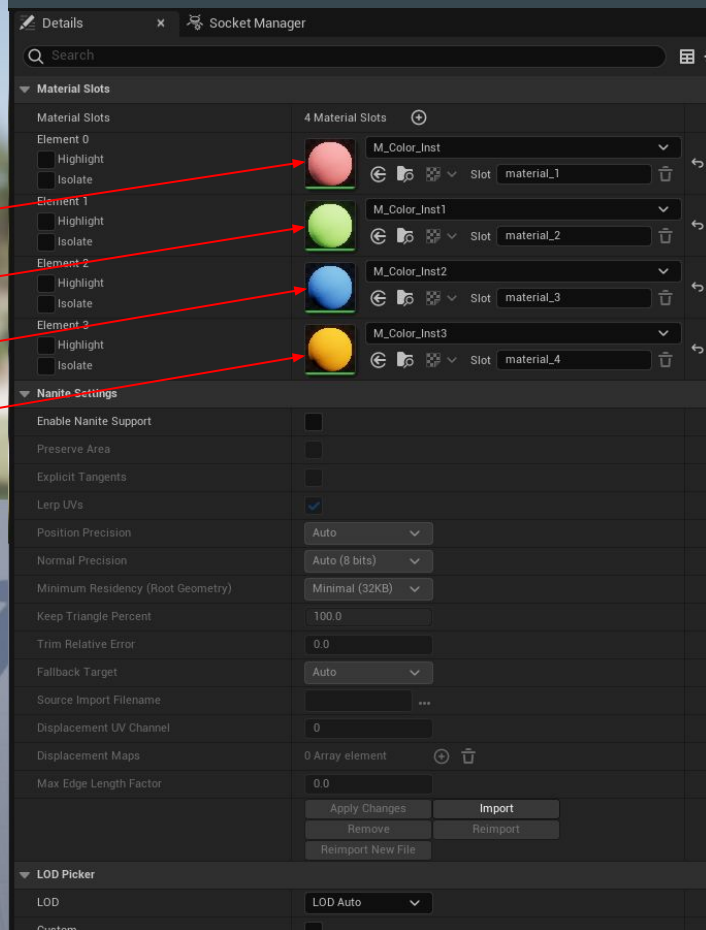 Details
Socket Manager
Search
Material Slots
Material Slots 4 Material Slots
Element 0
Highlight
Isolate
M_Color_Inst
Slot material_1
Element 1
Highlight
Isolate
M_Color_Inst1
Slot material_2
Element 2
Highlight
Isolate
M_Color_Inst2
Slot material_3
Element 3
Highlight
Isolate
M_Color_Inst3
Slot material_4
Nanite Settings
Enable Nanite Support
Preserve Area
Explicit Tangents
Lerp UVs
Position Precision Auto
Normal Precision Auto (8 bits)
Minimum Residency (Root Geometry) Minimal (32KB)
Keep Triangle Percent 100.0
Trim Relative Error 0.0
Fallback Target Auto
Source Import Filename ...
Displacement UV Channel 0
Displacement Maps 0 Array element
Max Edge Length Factor 0.0
Apply Changes Import
Remove Reimport
Reimport New File
LOD Picker
LOD LOD Auto
Custom